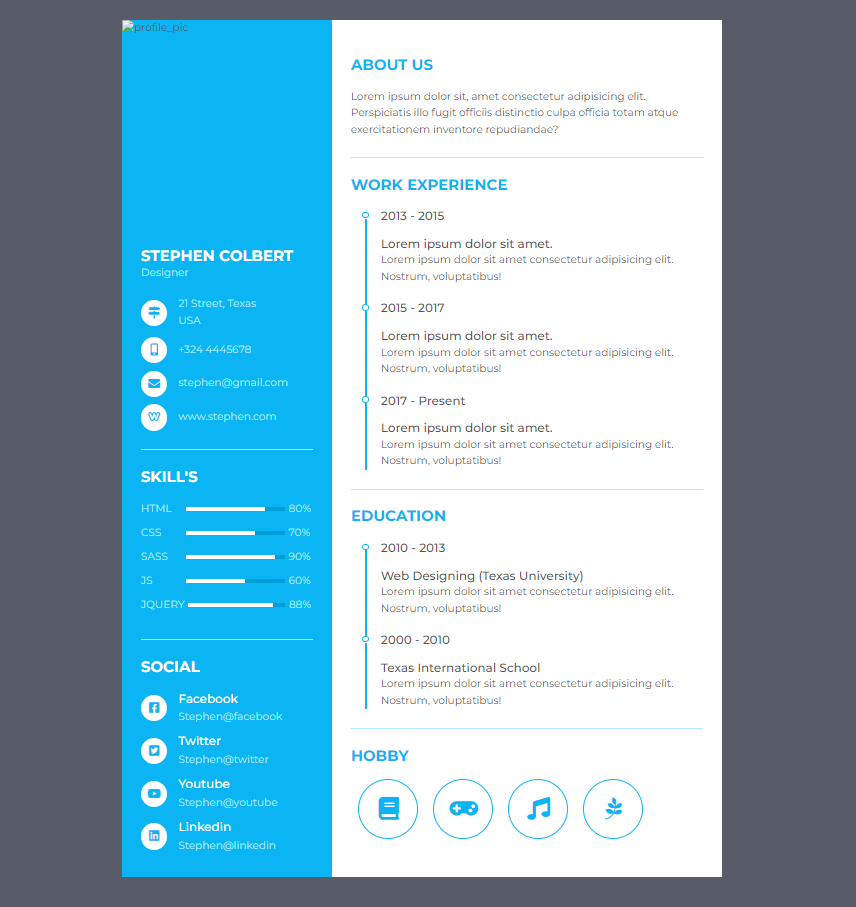 profile_pic
STEPHEN COLBERT
Designer
21 Street, Texas
USA
+324 4445678
stephen@gmail.com
www.stephen.com
SKILL'S
HTML 80%
CSS 70%
SASS 90%
JS 60%
JQUERY 88%
SOCIAL
Facebook
Stephen@facebook
Twitter
Stephen@twitter
Youtube
Stephen@youtube
Linkedin
Stephen@linkedin
ABOUT US
Lorem ipsum dolor sit, amet consectetur adipisicing elit.
Perspiciatis illo fugit officiis distinctio culpa officia totam atque
exercitationem inventore repudiandae?
WORK EXPERIENCE
2013 - 2015
Lorem ipsum dolor sit amet.
Lorem ipsum dolor sit amet consectetur adipisicing elit.
Nostrum, voluptatibus!
2015 - 2017
Lorem ipsum dolor sit amet.
Lorem ipsum dolor sit amet consectetur adipisicing elit.
Nostrum, voluptatibus!
2017 - Present
Lorem ipsum dolor sit amet.
Lorem ipsum dolor sit amet consectetur adipisicing elit.
Nostrum, voluptatibus!
EDUCATION
2010 - 2013
Web Designing (Texas University)
Lorem ipsum dolor sit amet consectetur adipisicing elit.
Nostrum, voluptatibus!
2000 - 2010
Texas International School
Lorem ipsum dolor sit amet consectetur adipisicing elit.
Nostrum, voluptatibus!
HOBBY